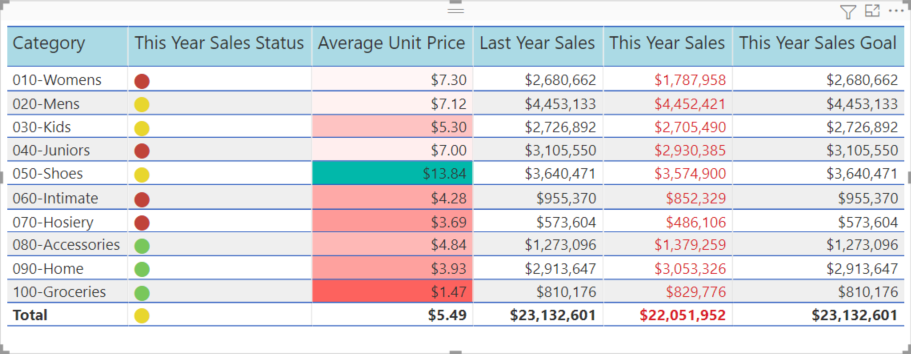 Category This Year Sales Status Average Unit Price Last Year Sales This Year Sales This Year Sales Goal
010-Womens $7.30 $2,680,662 $1,787,958 $2,680,662
020-Mens $7.12 $4,453,133 $4,452,421 $4,453,133
030-Kids $5.30 $2,726,892 $2,705,490 $2,726,892
040-Juniors $7.00 $3,105,550 $2,930,385 $3,105,550
050-Shoes $13.84 $3,640,471 $3,574,900 $3,640,471
060-Intimate $4.28 $955,370 $852,329 $955,370
070-Hosiery $3.69 $573,604 $486,106 $573,604
080-Accessories $4.84 $1,273,096 $1,379,259 $1,273,096
090-Home $3.93 $2,913,647 $3,053,326 $2,913,647
100-Groceries $1.47 $810,176 $829,776 $810,176
Total $5.49 $23,132,601 $22,051,952 $23,132,601